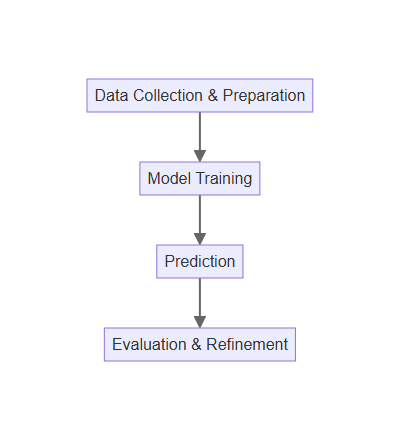 Data Collection & Preparation
Model Training
Prediction
Evaluation & Refinement